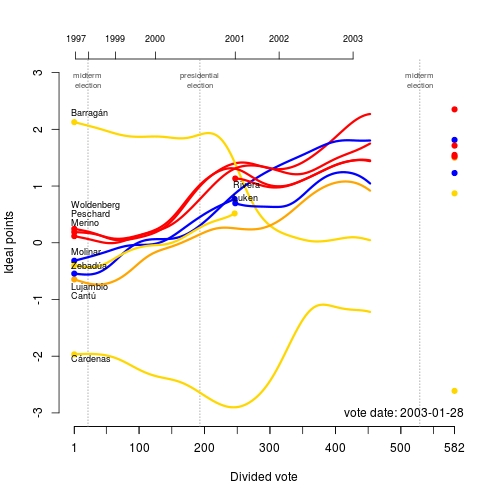 1997 1999 2000 2001 2002 2003
midterm election
presidential election
midterm election
3
2
1
0
-1
-2
-3
Ideal points
Barragán
Rivera
Luken
Woldenberg
Peschard
Merino
Molinar
Zebadúa
Lujambio
Cantú
Cárdenas
vote date: 2003-01-28
1 100 200 300 400 500 582
Divided vote